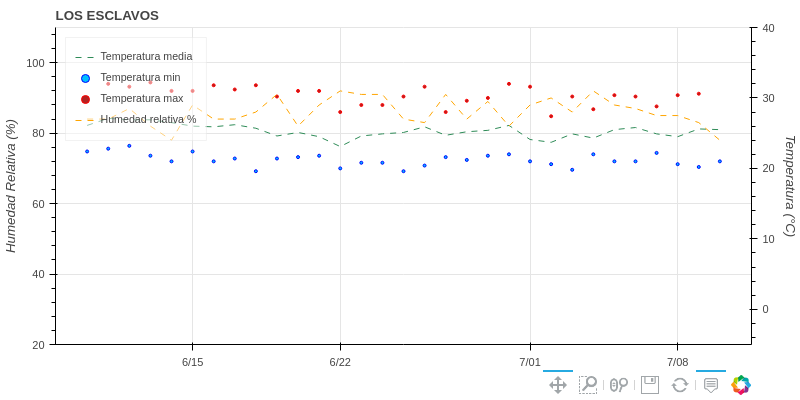 LOS ESCLAVOS
Temperatura media
Temperatura min
Temperatura max
Humedad relativa %
Humedad Relativa (%)
100
80
60
40
20
Temperatura (°C)
40
30
20
10
0
6/15
6/22
7/01
7/08